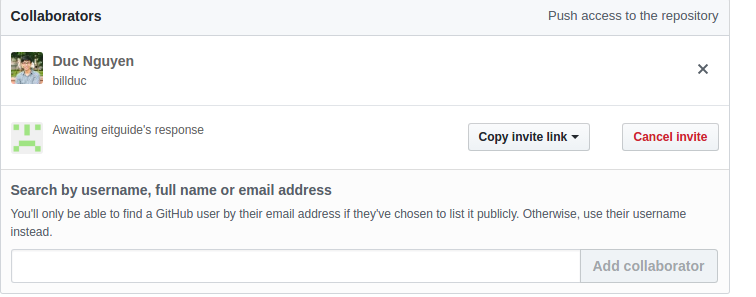 Collaborators
Push access to the repository
Duc Nguyen
billduc
Awaiting eitguide's response
Copy invite link
Cancel invite
Search by username, full name or email address
You'll only be able to find a GitHub user by their email address if they've chosen to list it publicly. Otherwise, use their username
instead.
Add collaborator